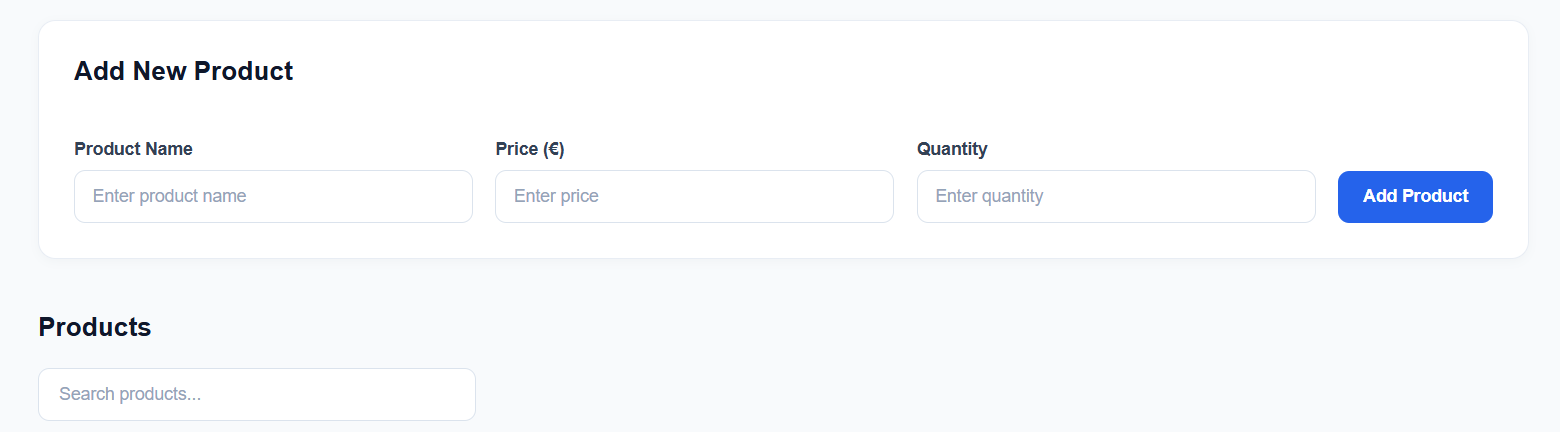 Add New Product
Product Name Price (€) Quantity
Enter product name Enter price Enter quantity Add Product
Products
Search products...